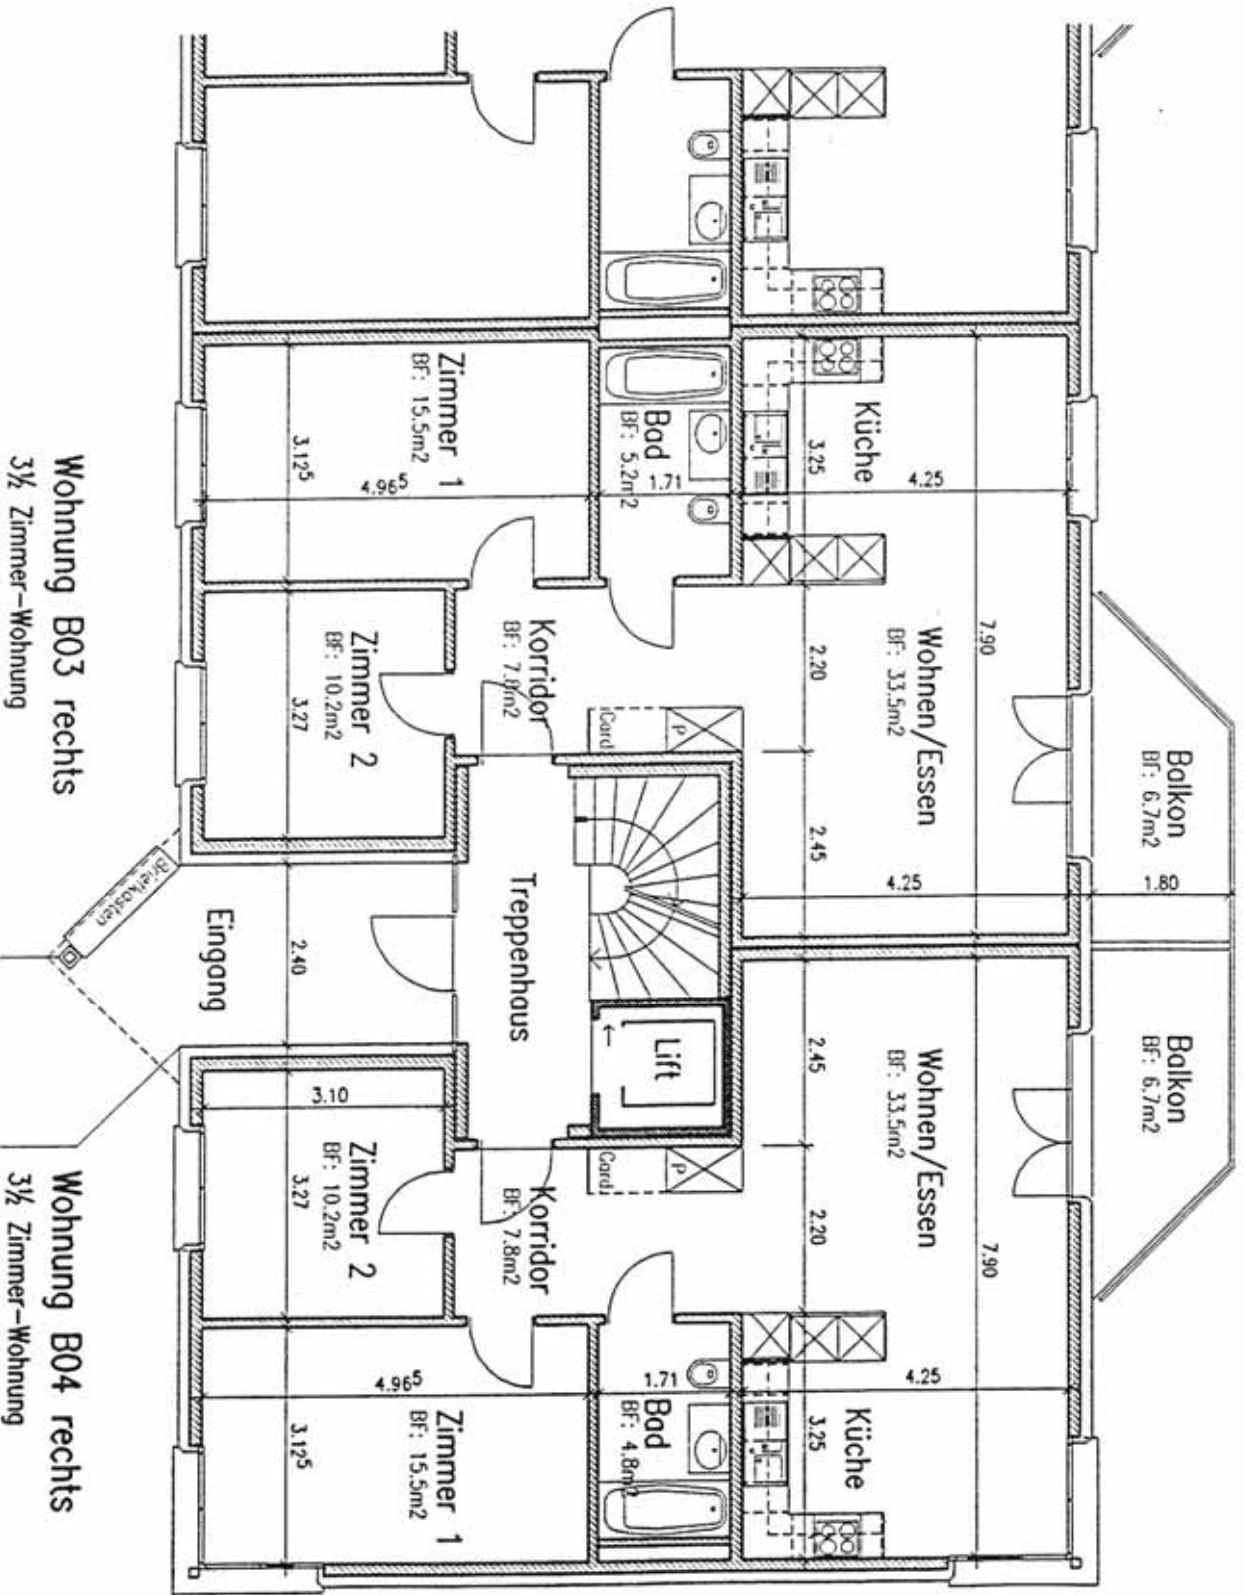 Balkon
BF: 6.7m2
1.80
Balkon
BF: 6.7m2
7.90
Wohnen/Essen
BF: 33.5m2
4.25
4.25
7.90
Wohnen/Essen
BF: 33.5m2
4.25
Küche
3.25
2.20
2.45
2.45
2.20
Küche
3.25
P
Gard.
Lift
P
Gard.
Bad
BF: 5.2m2
1.71
Bad
BF: 4.8m2
1.71
Korridor
BF: 7.8m2
Treppenhaus
Korridor
BF: 7.8m2
Zimmer 1
BF: 15.5m2
4.96⁵
3.12⁵
Zimmer 2
BF: 10.2m2
3.27
Zimmer 2
BF: 10.2m2
3.10
3.27
Zimmer 1
BF: 15.5m2
4.96⁵
3.12⁵
2.40
Eingang
Briefkasten
Wohnung B03 rechts
3½ Zimmer-Wohnung
Wohnung B04 rechts
3½ Zimmer-Wohnung